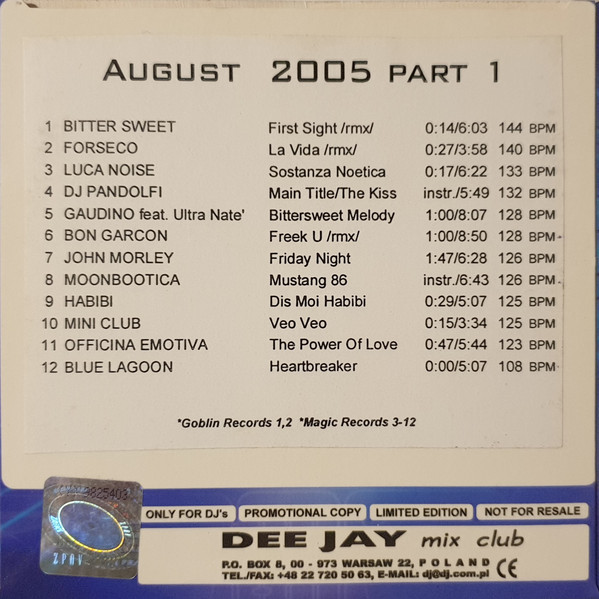 AUGUST 2005 PART 1
1 BITTER SWEET First Sight /rmx/ 0:14/6:03 144 BPM
2 FORSECO La Vida /rmx/ 0:27/3:58 140 BPM
3 LUCA NOISE Sostanza Noetica 0:17/6:22 133 BPM
4 DJ PANDOLFI Main Title/The Kiss instr./5:49 132 BPM
5 GAUDINO feat. Ultra Nate' Bittersweet Melody 1:00/8:07 128 BPM
6 BON GARCON Freek U /rmx/ 1:00/8:50 128 BPM
7 JOHN MORLEY Friday Night 1:47/6:28 126 BPM
8 MOONBOOTICA Mustang 86 instr./6:43 126 BPM
9 HABIBI Dis Moi Habibi 0:29/5:07 125 BPM
10 MINI CLUB Veo Veo 0:15/3:34 125 BPM
11 OFFICINA EMOTIVA The Power Of Love 0:47/5:44 123 BPM
12 BLUE LAGOON Heartbreaker 0:00/5:07 108 BPM
*Goblin Records 1,2 *Magic Records 3-12
ZPAV
ONLY FOR DJ's PROMOTIONAL COPY LIMITED EDITION NOT FOR RESALE
DEE JAY mix club
P.O. BOX 8, 00 - 973 WARSAW 22, POLAND CE
TEL./FAX: +48 22 720 50 63, E-MAIL: dj@dj.com.pl